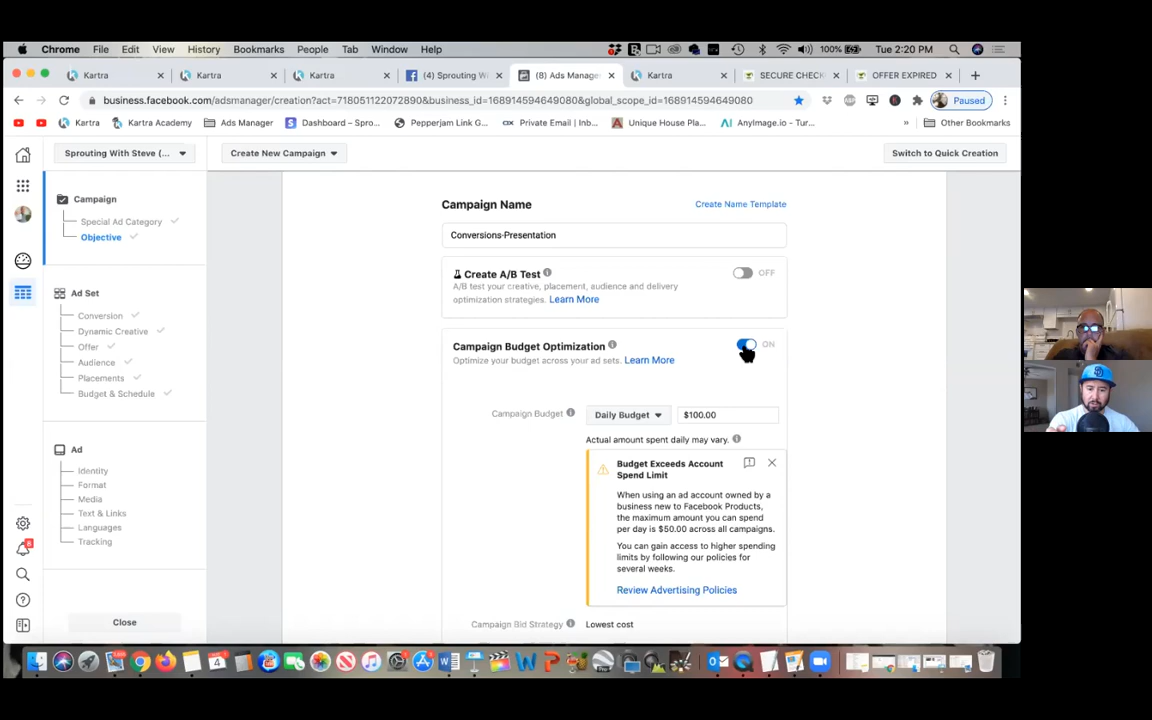 Chrome File Edit View History Bookmarks People Tab Window Help 100% Tue 2:20 PM
Kartra Kartra Kartra (4) Sprouting Wi (8) Ads Manage Kartra SECURE CHECK OFFER EXPIRED
business.facebook.com/adsmanager/creation?act=718051122072890&business_id=168914594649080&global_scope_id=168914594649080 Paused
Kartra Kartra Academy Ads Manager Dashboard – Spro... Pepperjam Link G... Private Email | Inb... Unique House Pla... AnyImage.io - Tur... » Other Bookmarks
Sprouting With Steve (... Create New Campaign Switch to Quick Creation
Campaign
Special Ad Category
Objective
Ad Set
Conversion
Dynamic Creative
Offer
Audience
Placements
Budget & Schedule
Ad
Identity
Format
Media
Text & Links
Languages
Tracking
Close
Campaign Name Create Name Template
Conversions-Presentation
Create A/B Test OFF
A/B test your creative, placement, audience and delivery
optimization strategies. Learn More
Campaign Budget Optimization ON
Optimize your budget across your ad sets. Learn More
Campaign Budget Daily Budget $100.00
Actual amount spent daily may vary.
Budget Exceeds Account
Spend Limit
When using an ad account owned by a
business new to Facebook Products,
the maximum amount you can spend
per day is $50.00 across all campaigns.
You can gain access to higher spending
limits by following our policies for
several weeks.
Review Advertising Policies
Campaign Bid Strategy Lowest cost